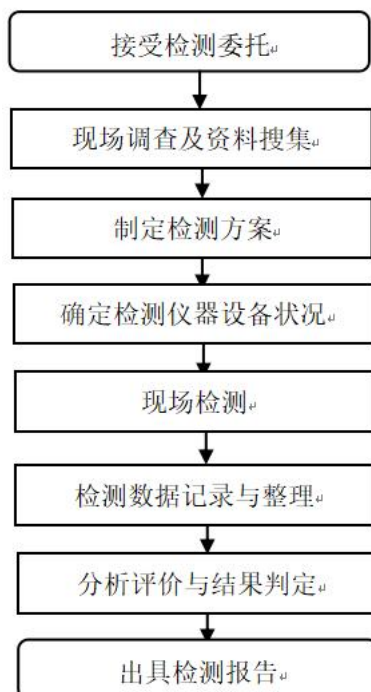 接受检测委托
现场调查及资料搜集
制定检测方案
确定检测仪器设备状况
现场检测
检测数据记录与整理
分析评价与结果判定
出具检测报告